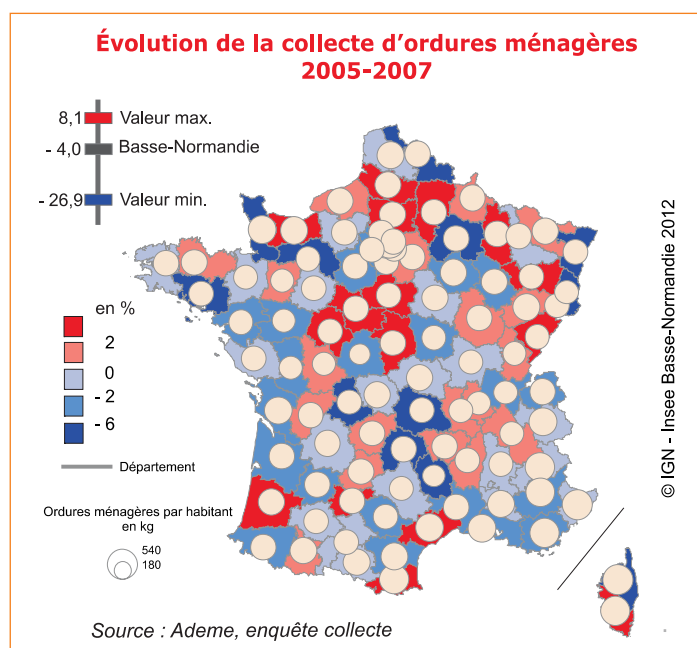 Évolution de la collecte d'ordures ménagères
2005-2007
8,1 Valeur max.
- 4,0 Basse-Normandie
- 26,9 Valeur min.
en %
2
0
- 2
- 6
Département
Ordures ménagères par habitant
en kg
540
180
© IGN - Insee Basse-Normandie 2012
Source : Ademe, enquête collecte